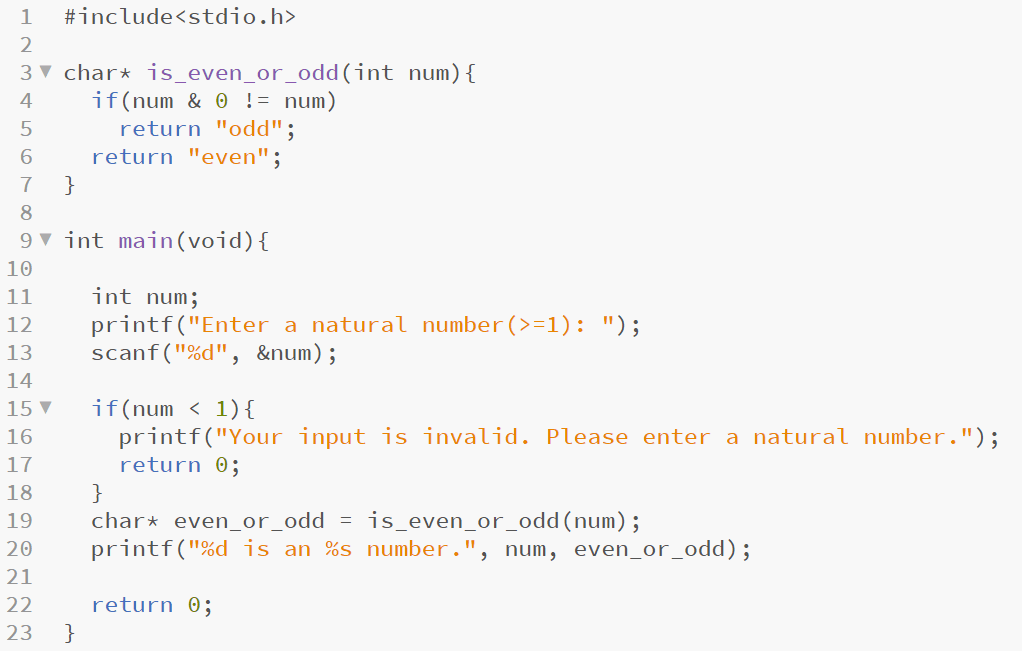 1 #include<stdio.h>
2
3 char* is_even_or_odd(int num){
4 if(num & 0 != num)
5 return "odd";
6 return "even";
7 }
8
9 int main(void){
10
11 int num;
12 printf("Enter a natural number(>=1): ");
13 scanf("%d", &num);
14
15 if(num < 1){
16 printf("Your input is invalid. Please enter a natural number.");
17 return 0;
18 }
19 char* even_or_odd = is_even_or_odd(num);
20 printf("%d is an %s number.", num, even_or_odd);
21
22 return 0;
23 }